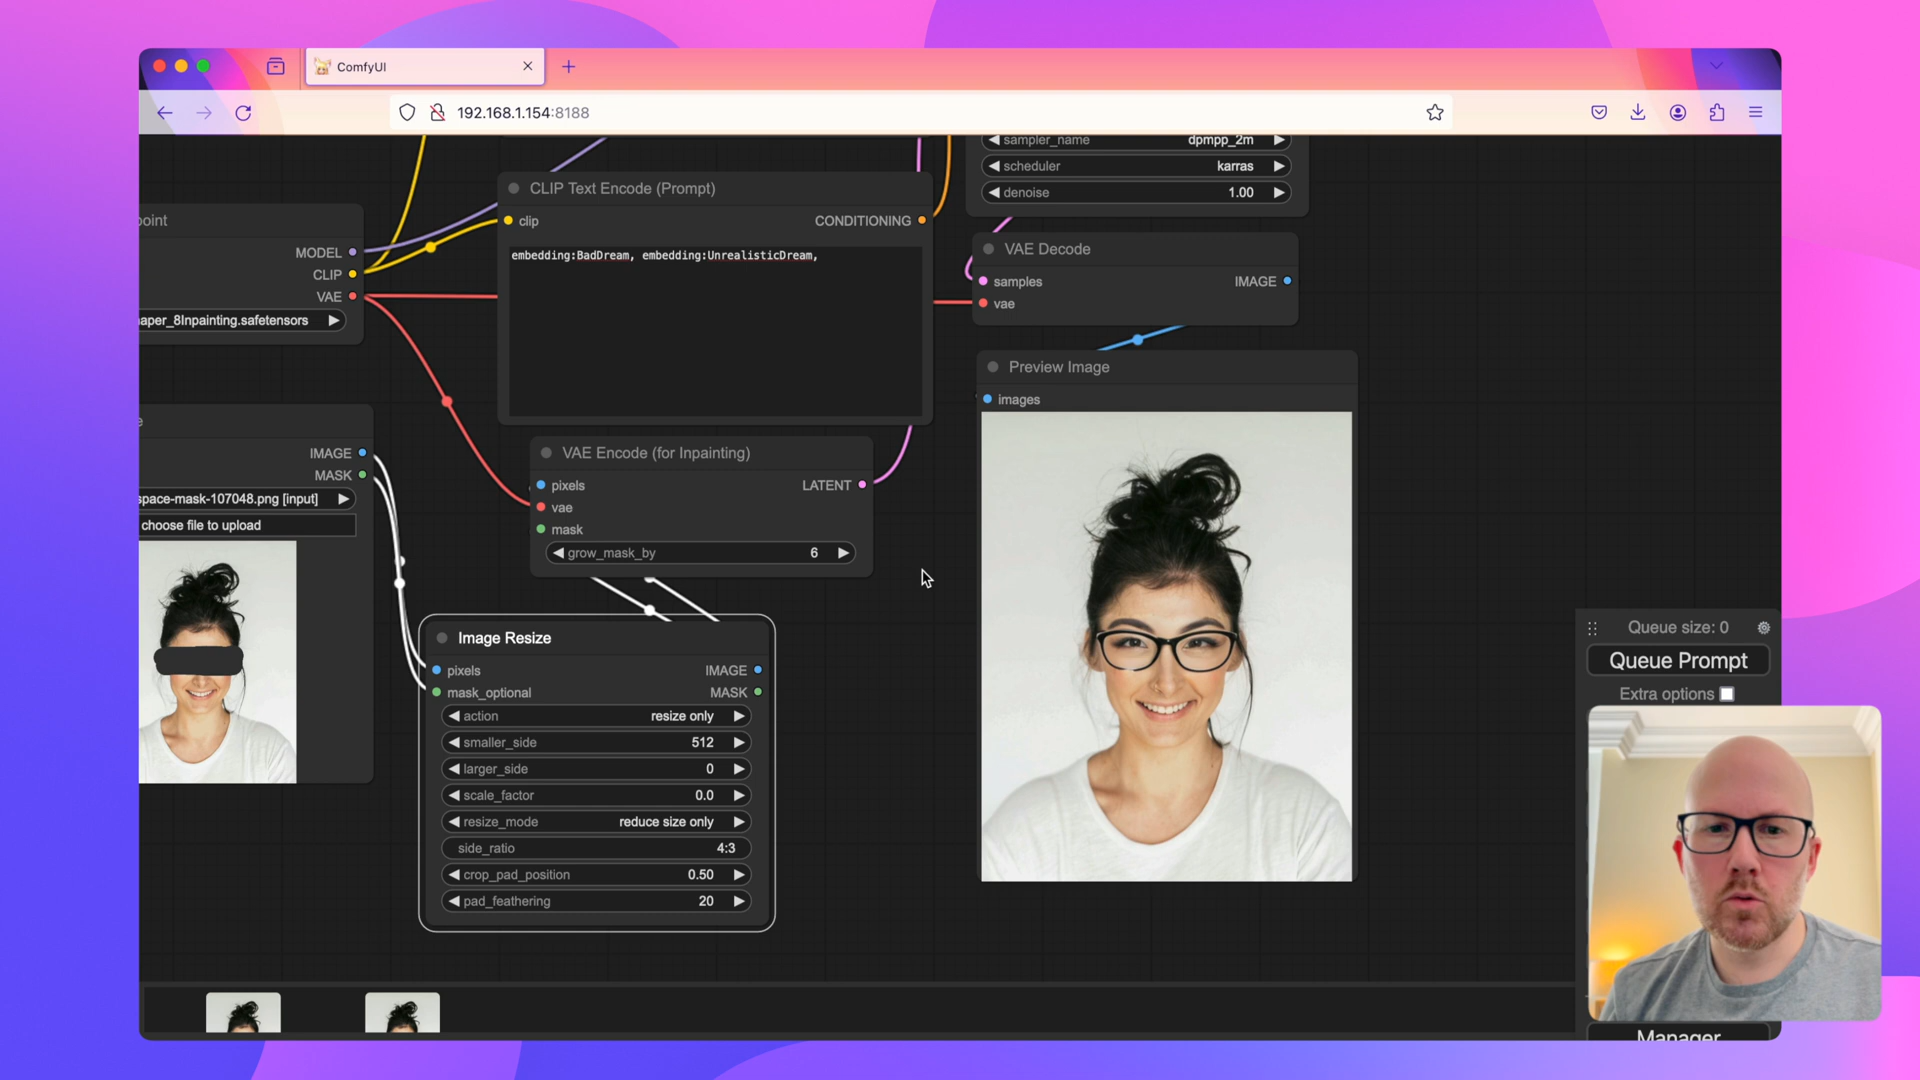 ComfyUI
192.168.1.154:8188
sampler_name dpmpp_2m
scheduler karras
denoise 1.00
CLIP Text Encode (Prompt)
clip CONDITIONING
embedding:BadDream, embedding:UnrealisticDream,
point
MODEL
CLIP
VAE
aper_8Inpainting.safetensors
VAE Decode
samples IMAGE
vae
Preview Image
images
e
IMAGE
MASK
space-mask-107048.png [input]
choose file to upload
VAE Encode (for Inpainting)
pixels LATENT
vae
mask
grow_mask_by 6
Image Resize
pixels IMAGE
mask_optional MASK
action resize only
smaller_side 512
larger_side 0
scale_factor 0.0
resize_mode reduce size only
side_ratio 4:3
crop_pad_position 0.50
pad_feathering 20
Queue size: 0
Queue Prompt
Extra options
Manager